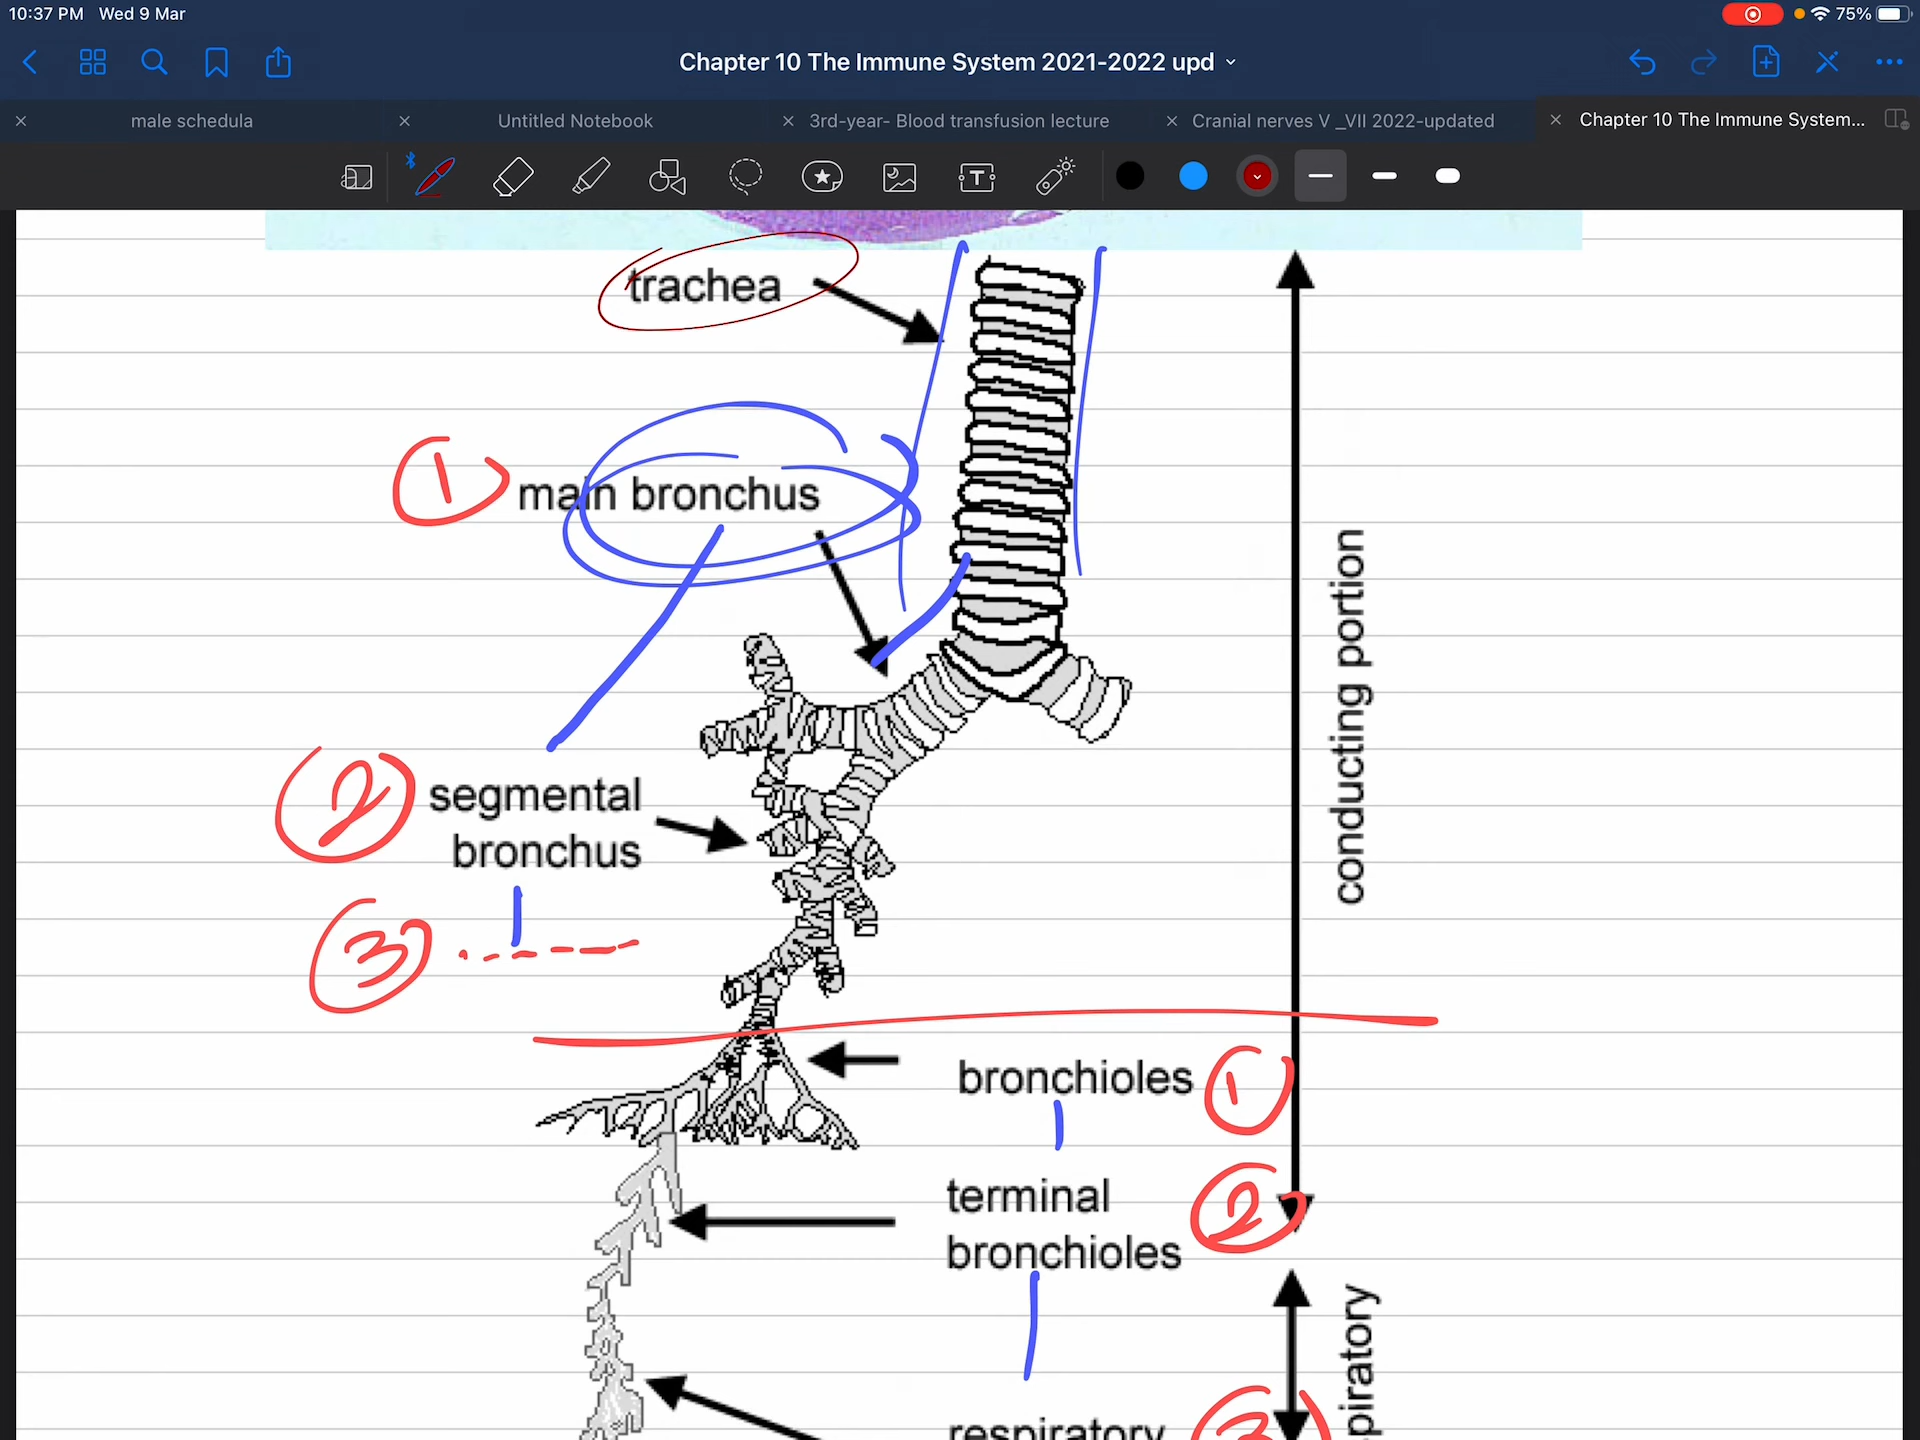 10:37 PM Wed 9 Mar
75%
Chapter 10 The Immune System 2021-2022 upd
male schedula
Untitled Notebook
3rd-year- Blood transfusion lecture
Cranial nerves V _VII 2022-updated
Chapter 10 The Immune System...
trachea
1 main bronchus
2 segmental
bronchus
3
conducting portion
bronchioles 1
terminal 2
bronchioles
respiratory 3
piratory